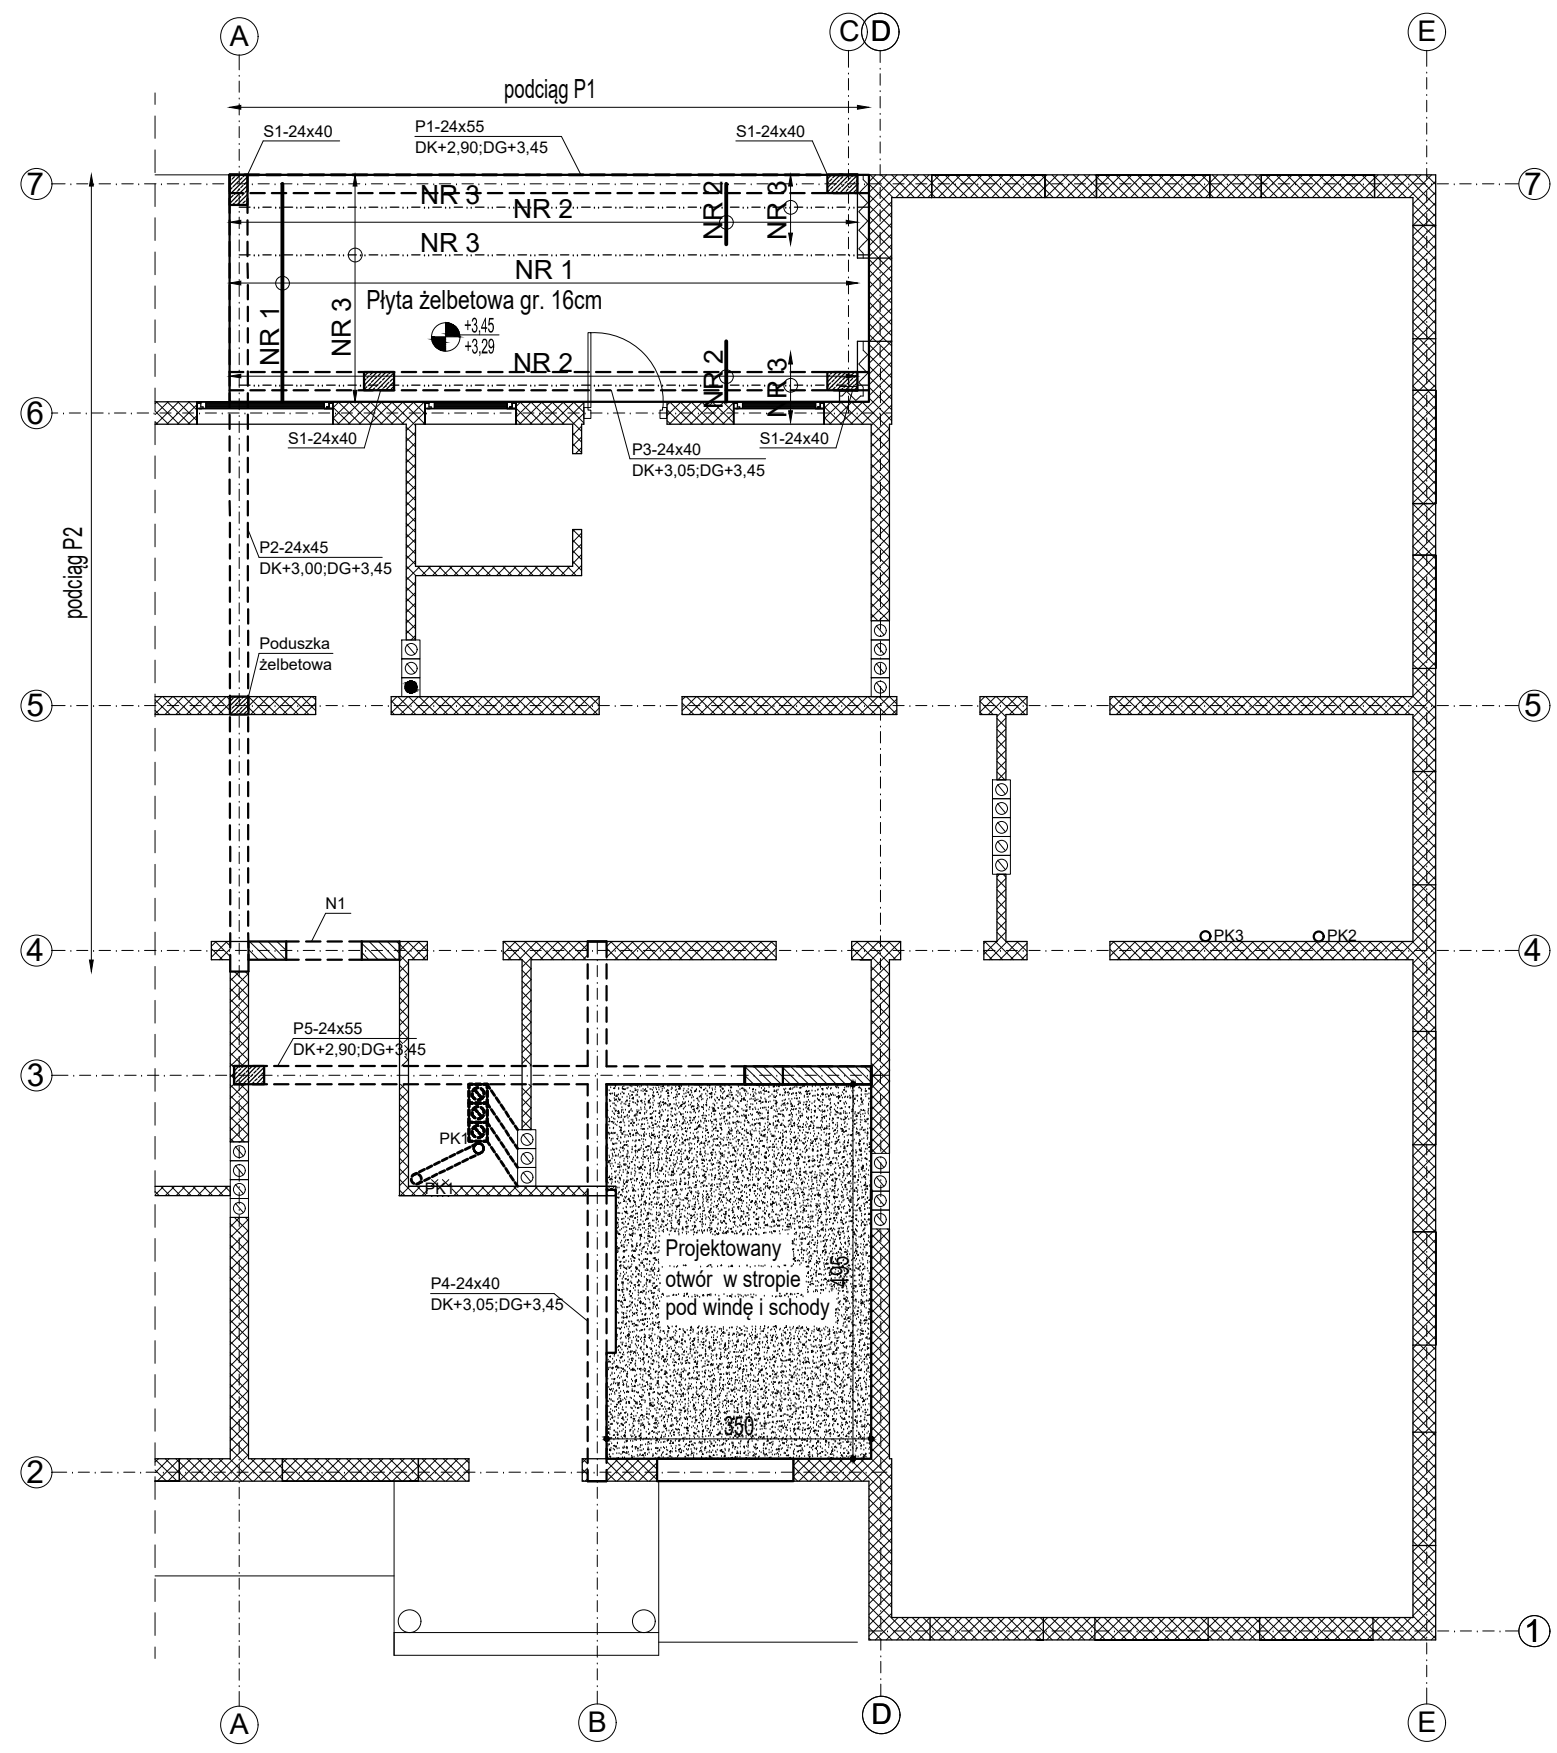 A
C
D
E
podciąg P1
S1-24x40
P1-24x55
DK+2,90;DG+3,45
S1-24x40
7
7
NR 3
NR 2
NR 2
NR 3
NR 3
NR 1
Płyta żelbetowa gr. 16cm
NR 1
NR 3
+3,45
+3,29
NR 2
NR 2
NR 3
6
S1-24x40
S1-24x40
P3-24x40
DK+3,05;DG+3,45
podciąg P2
P2-24x45
DK+3,00;DG+3,45
Poduszka
żelbetowa
5
5
N1
PK3
PK2
4
4
P5-24x55
DK+2,90;DG+3,45
3
PK1
PK1
Projektowany
otwór w stropie
pod windę i schody
495
P4-24x40
DK+3,05;DG+3,45
350
2
1
A
B
D
E